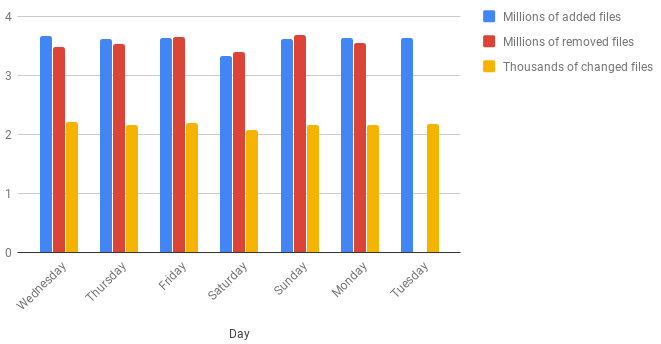 4
3
2
1
0
Millions of added files
Millions of removed files
Thousands of changed files
Wednesday
Thursday
Friday
Saturday
Sunday
Monday
Tuesday
Day